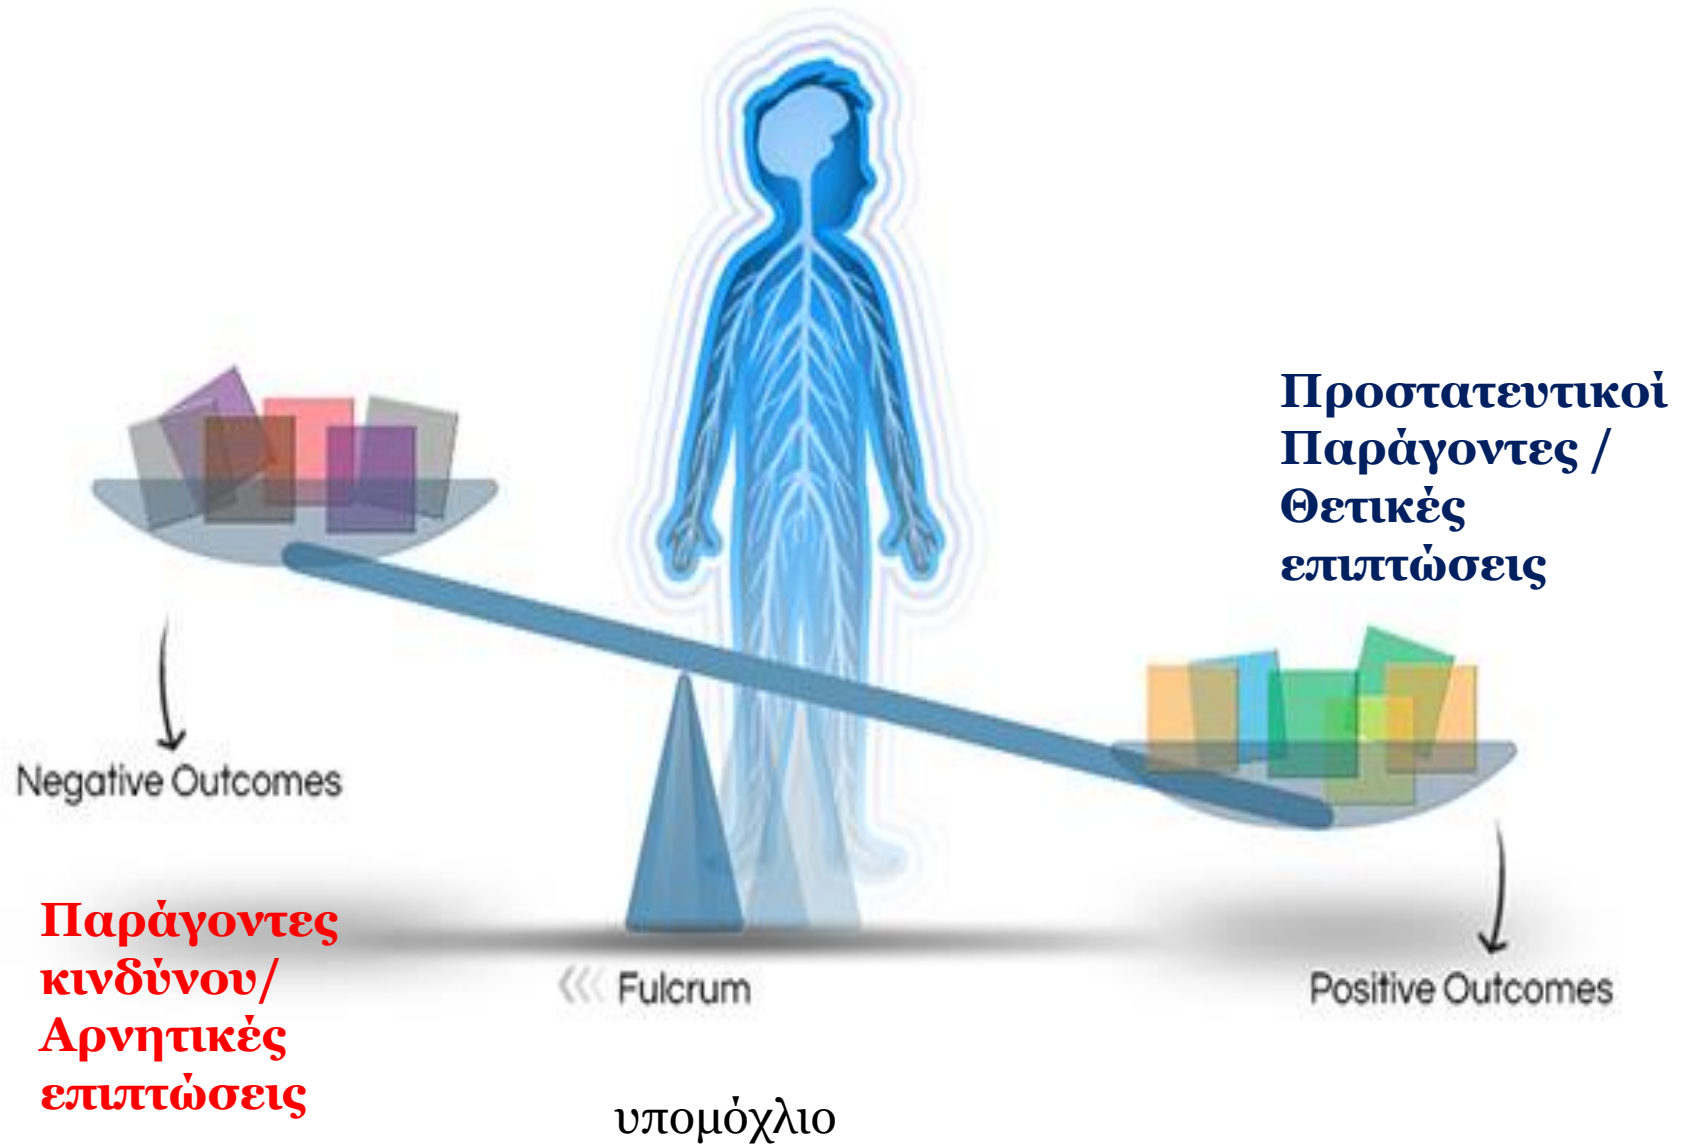 Προστατευτικοί
Παράγοντες /
Θετικές
επιπτώσεις
Negative Outcomes
Παράγοντες
κινδύνου/
Αρνητικές
επιπτώσεις
Fulcrum
Positive Outcomes
υπομόχλιο